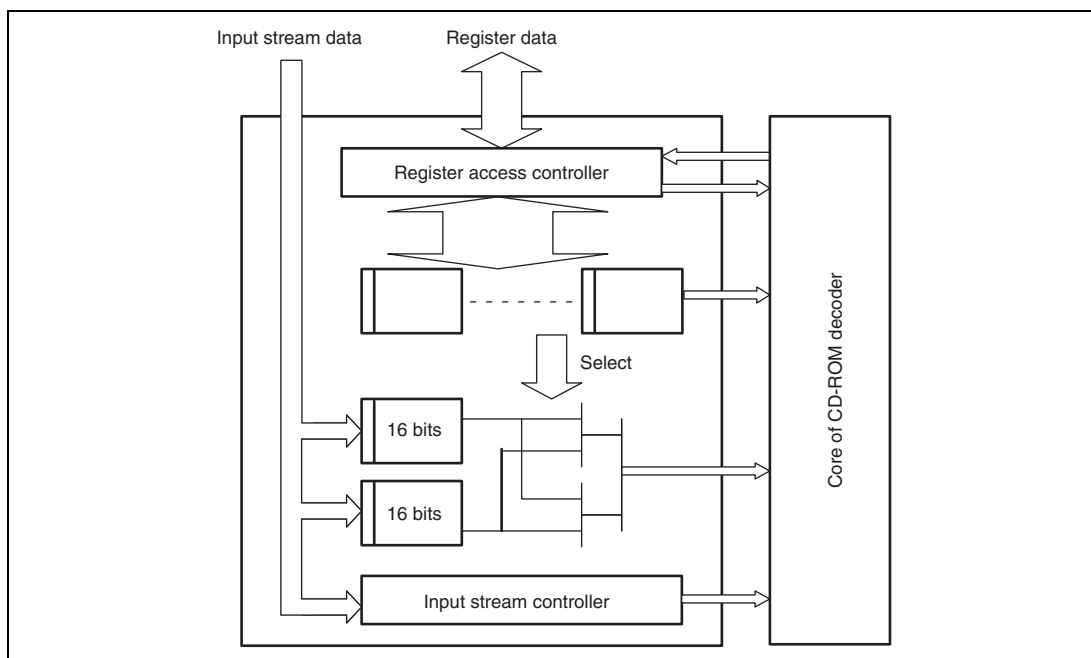 Input stream data
Register data
Register access controller
Select
16 bits
16 bits
Input stream controller
Core of CD-ROM decoder